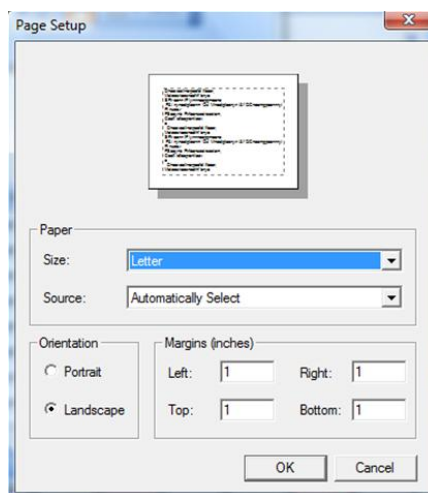 Page Setup
Paper
Size: Letter
Source: Automatically Select
Orientation
Portrait
Landscape
Margins (inches)
Left: 1 Right: 1
Top: 1 Bottom: 1
OK Cancel